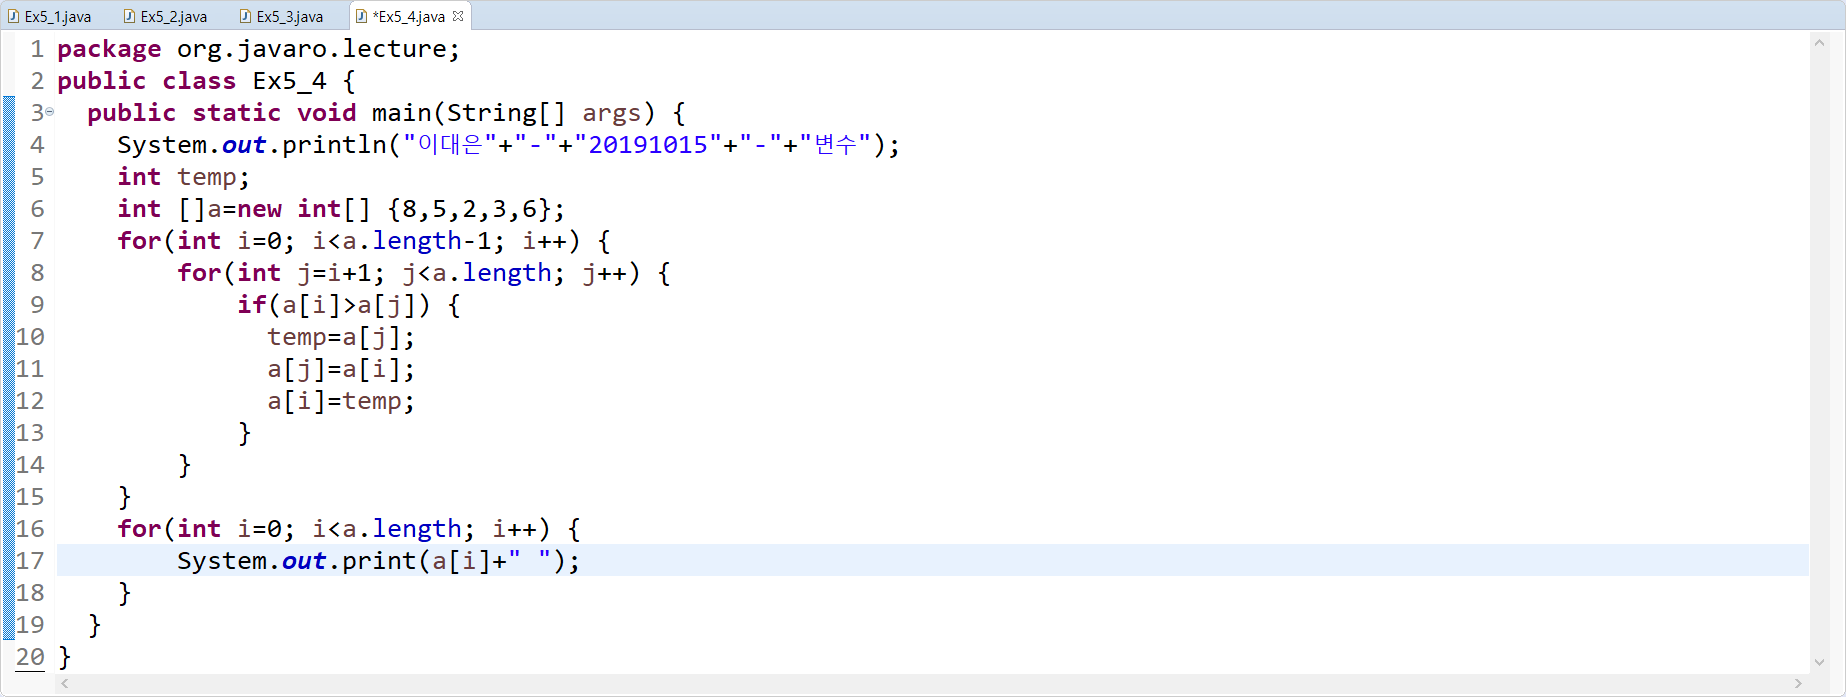 Ex5_1.java Ex5_2.java Ex5_3.java *Ex5_4.java
1 package org.javaro.lecture;
2 public class Ex5_4 {
3 public static void main(String[] args) {
4 System.out.println("이대은"+"-"+"20191015"+"-"+"변수");
5 int temp;
6 int []a=new int[] {8,5,2,3,6};
7 for(int i=0; i<a.length-1; i++) {
8 for(int j=i+1; j<a.length; j++) {
9 if(a[i]>a[j]) {
10 temp=a[j];
11 a[j]=a[i];
12 a[i]=temp;
13 }
14 }
15 }
16 for(int i=0; i<a.length; i++) {
17 System.out.print(a[i]+" ");
18 }
19 }
20 }